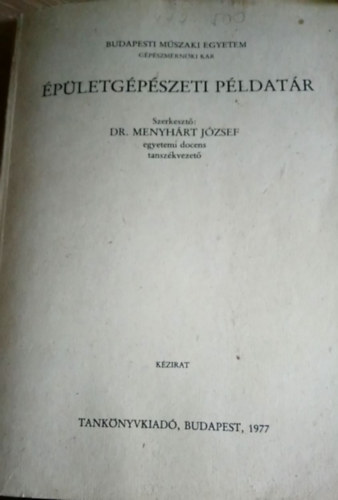 BUDAPESTI MŰSZAKI EGYETEM
GÉPÉSZMÉRNÖKI KAR
ÉPÜLETGÉPÉSZETI PÉLDATÁR
Szerkesztő:
DR. MENYHÁRT JÓZSEF
egyetemi docens
tanszékvezető
KÉZIRAT
TANKÖNYVKIADÓ, BUDAPEST, 1977